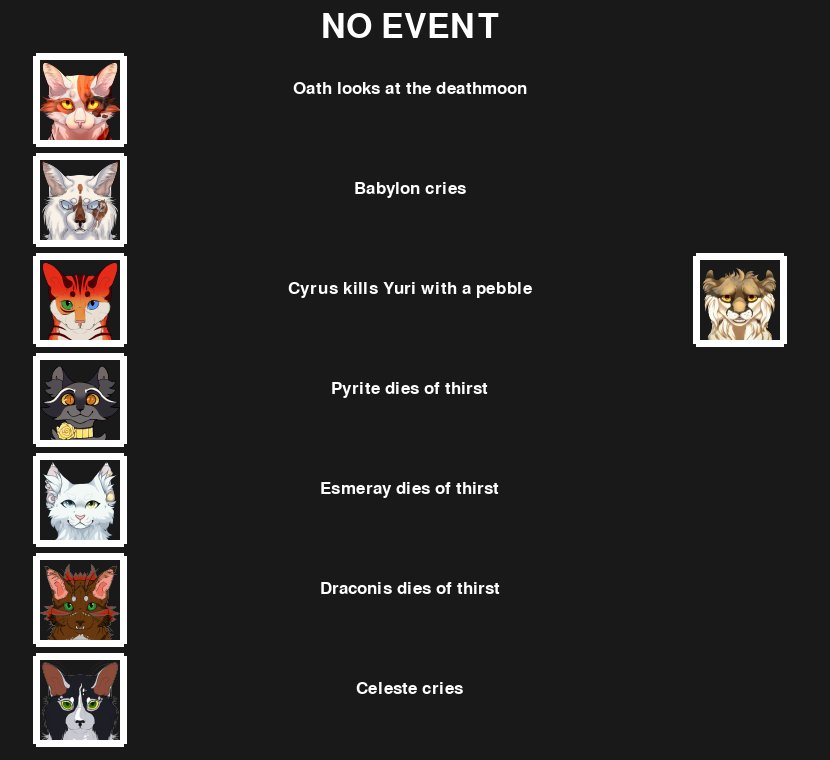 NO EVENT
Oath looks at the deathmoon
Babylon cries
Cyrus kills Yuri with a pebble
Pyrite dies of thirst
Esmeray dies of thirst
Draconis dies of thirst
Celeste cries